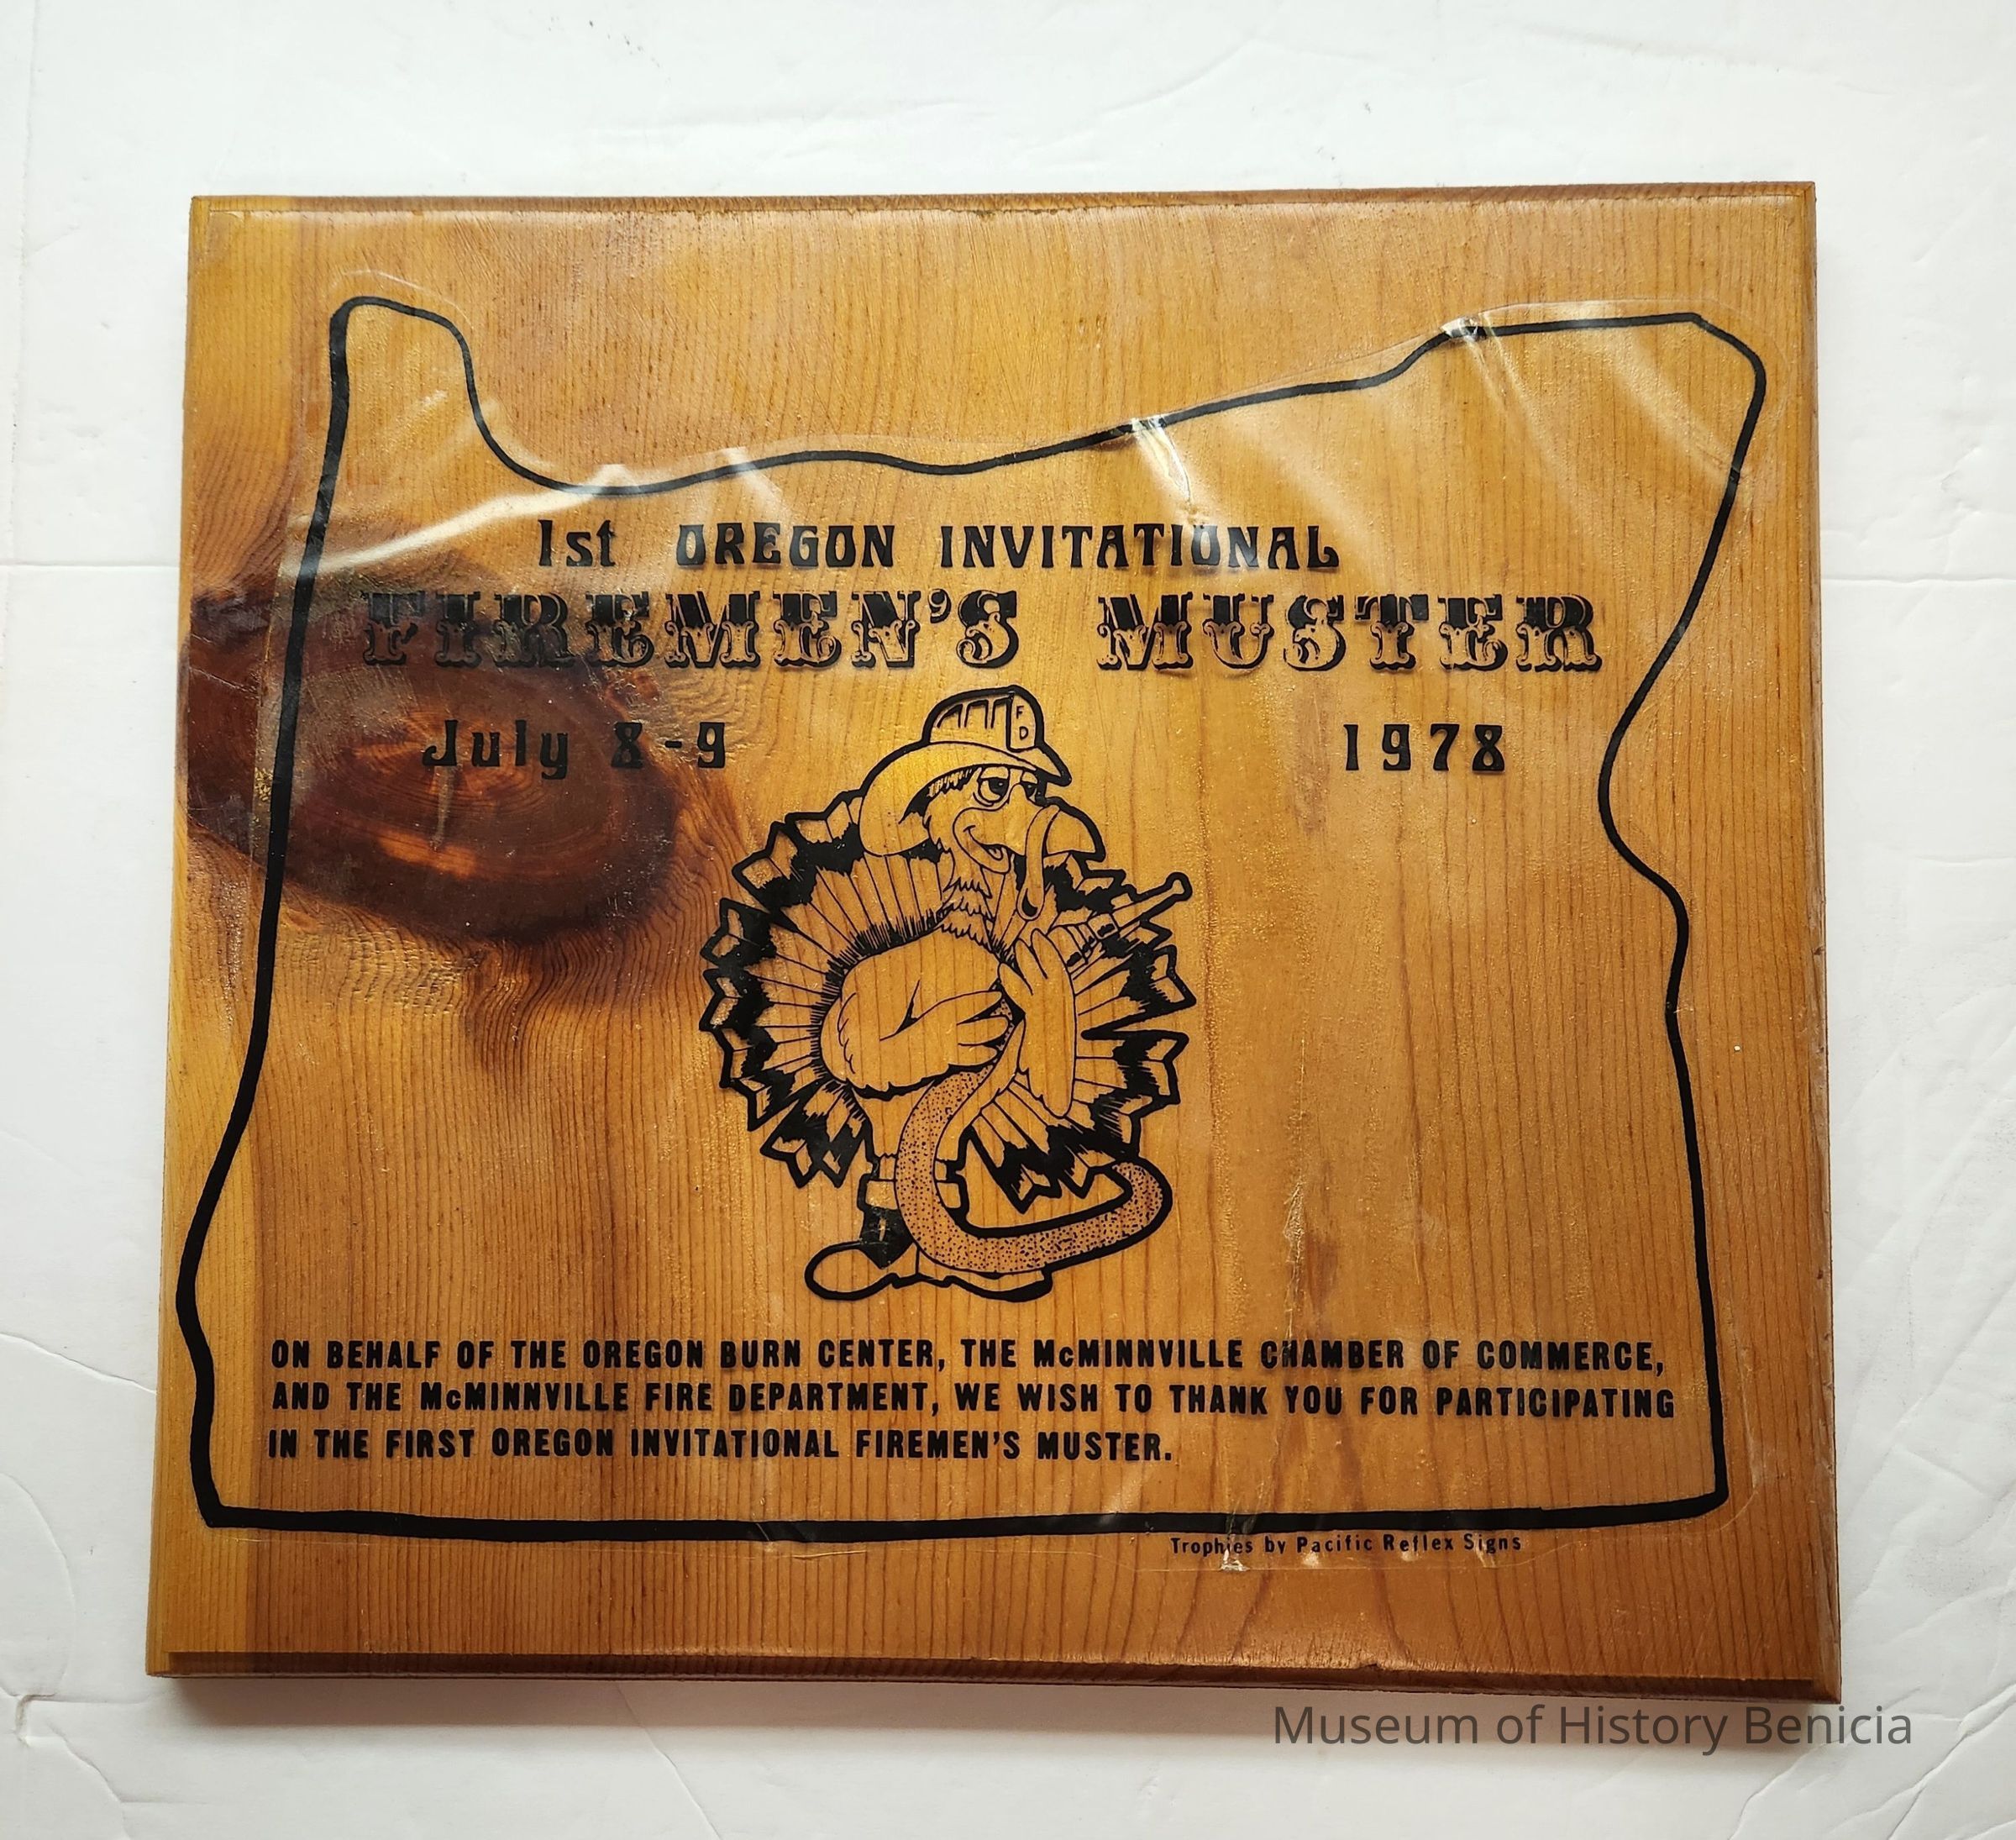 1st OREGON INVITATIONAL
FIREMEN'S MUSTER
July 8-9 1978
F
D
ON BEHALF OF THE OREGON BURN CENTER, THE McMINNVILLE CHAMBER OF COMMERCE,
AND THE McMINNVILLE FIRE DEPARTMENT, WE WISH TO THANK YOU FOR PARTICIPATING
IN THE FIRST OREGON INVITATIONAL FIREMEN'S MUSTER.
Trophies by Pacific Reflex Signs
Museum of History Benicia